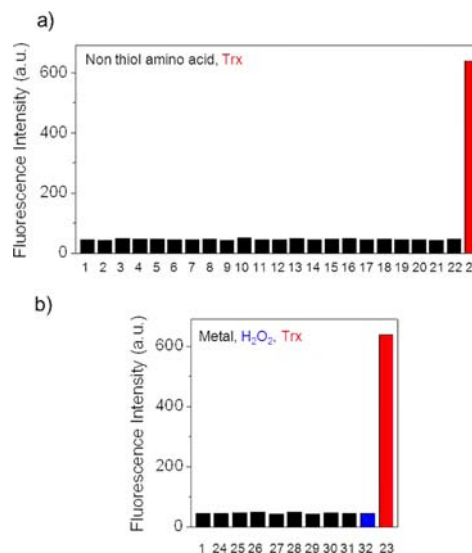 a)
Non thiol amino acid, Trx
Fluorescence Intensity (a.u.)
600
400
200
0
1 2 3 4 5 6 7 8 9 10 11 12 13 14 15 16 17 18 19 20 21 22 2
b)
Metal, H₂O₂, Trx
Fluorescence Intensity (a.u.)
600
400
200
0
1 24 25 26 27 28 29 30 31 32 23